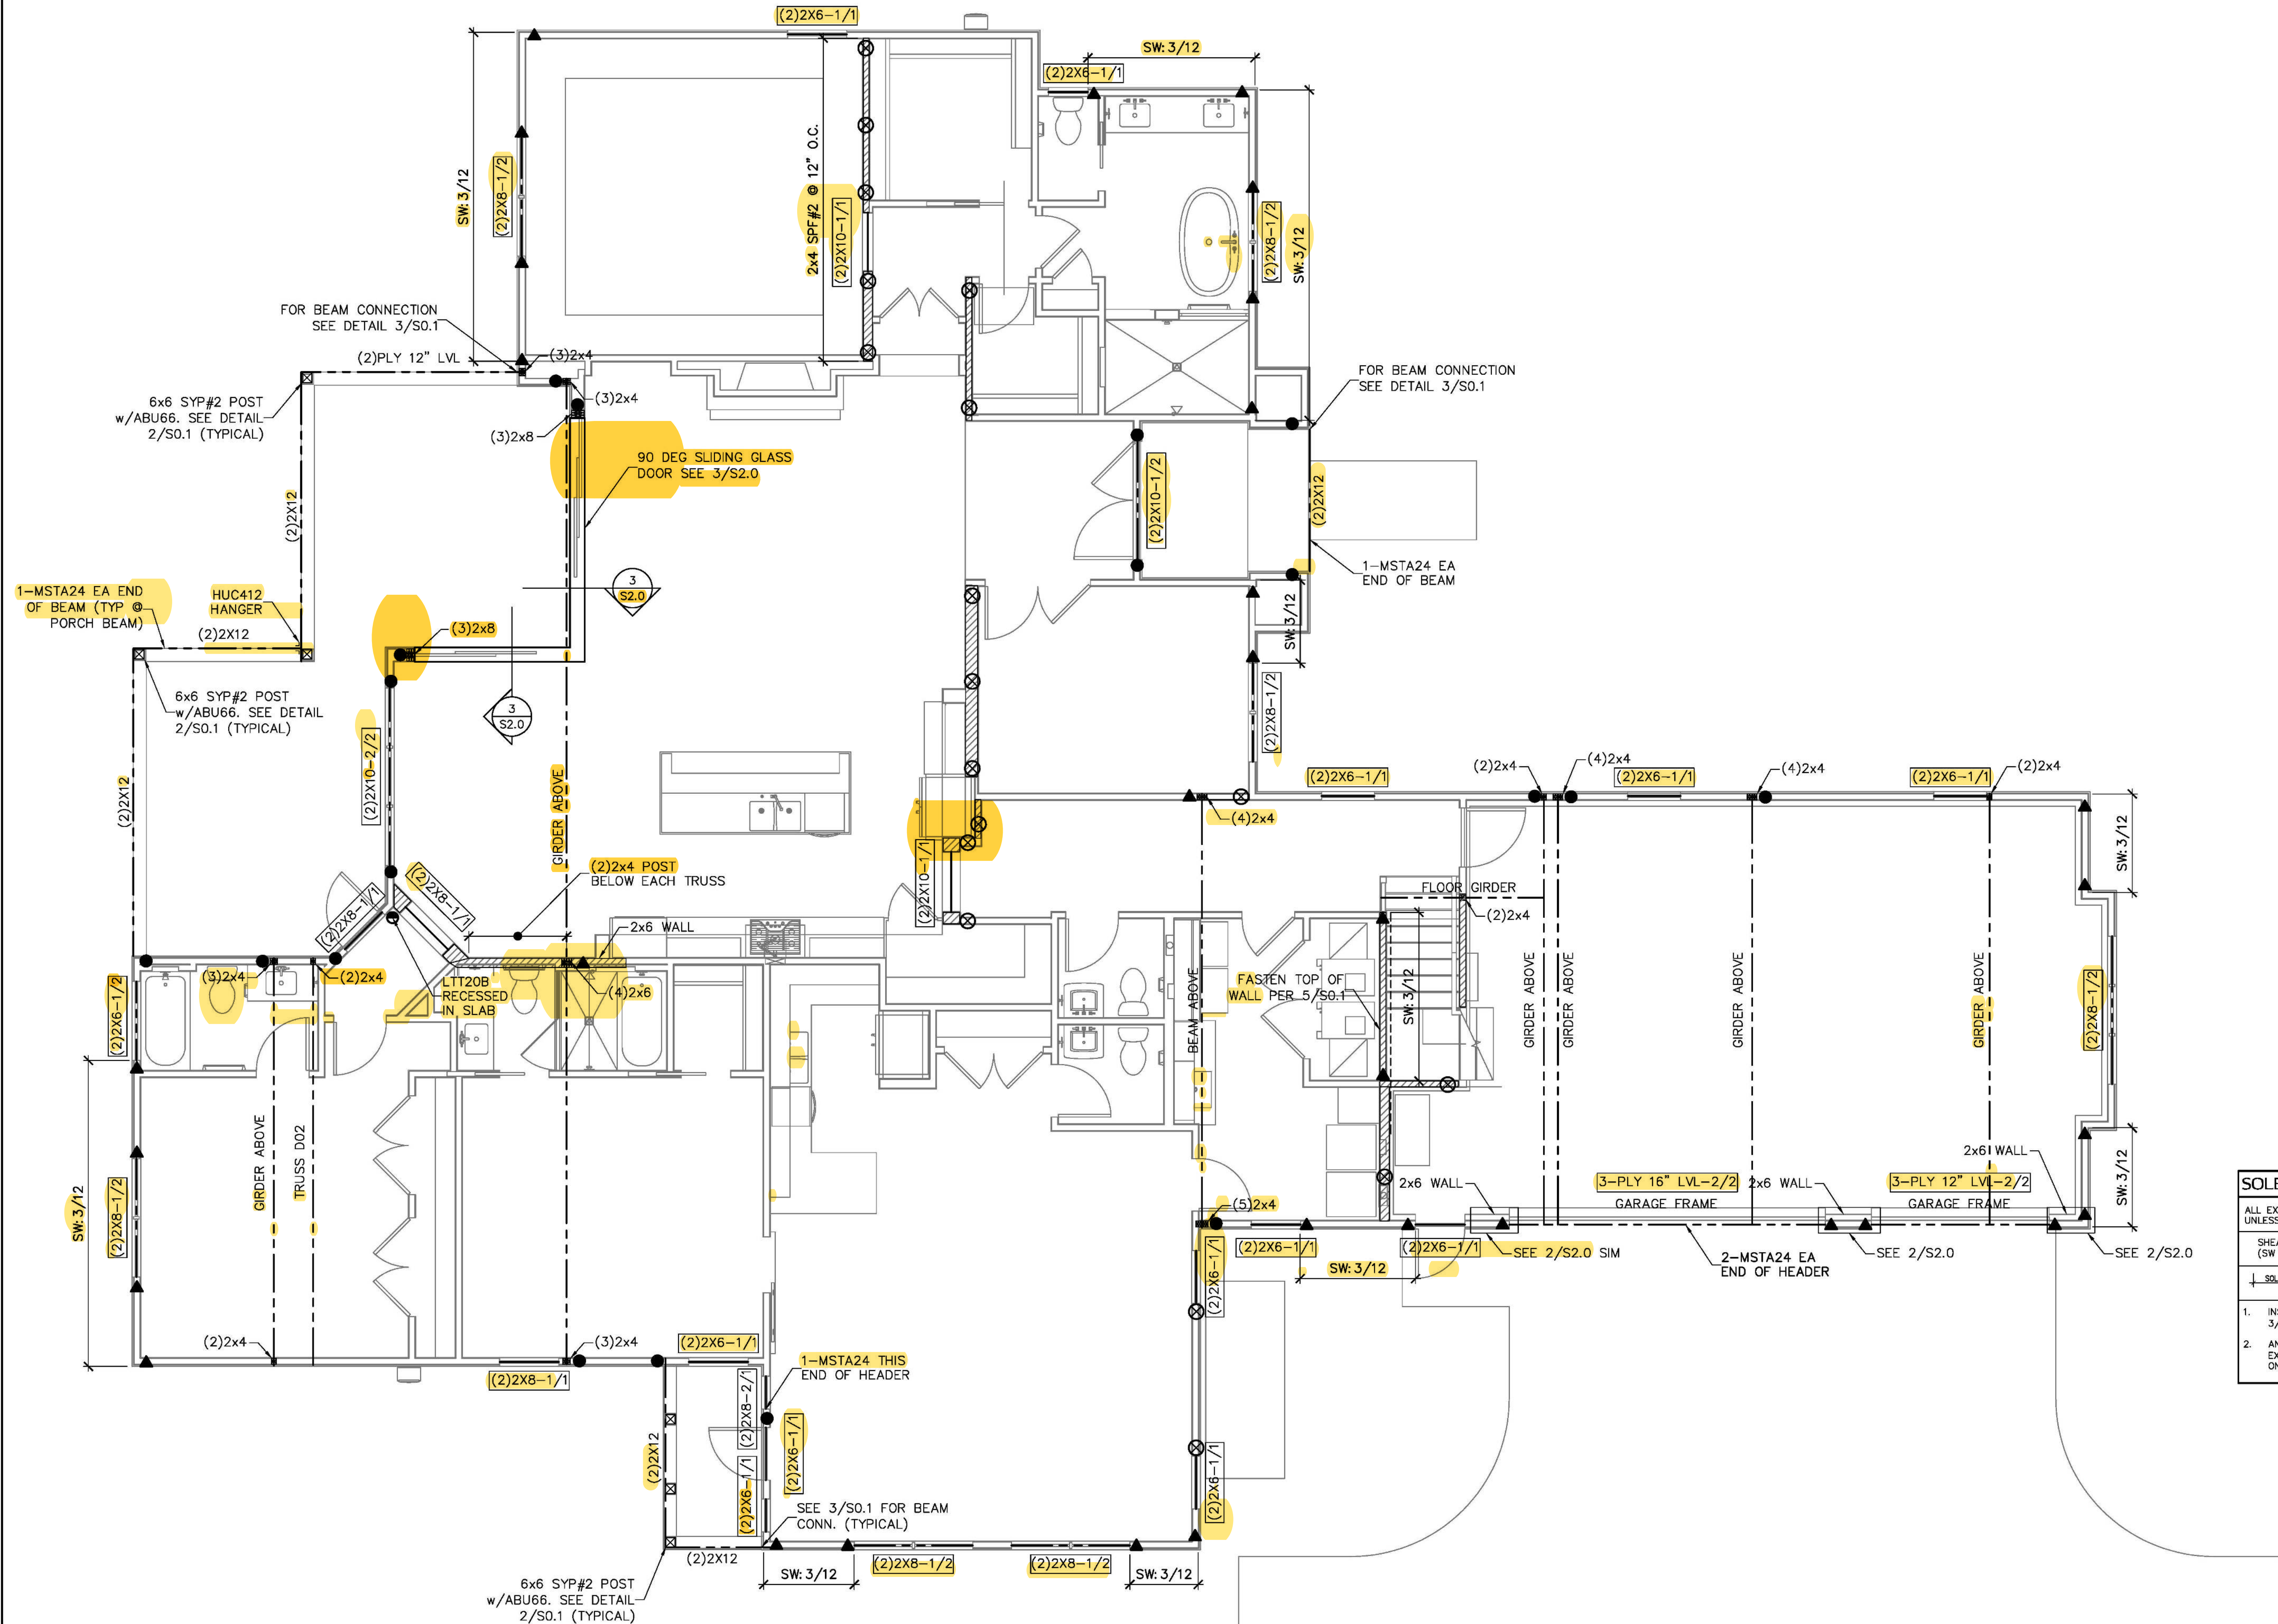 (2)2X6-1/1
SW: 3/12
(2)2X6-1/1
SW: 3/12
(2)2X8-1/2
2x4 SPF#2 @ 12" O.C.
(2)2X10-1/1
(2)2X8-1/2
SW: 3/12
FOR BEAM CONNECTION
SEE DETAIL 3/S0.1
(2)PLY 12" LVL
(3)2x4
6x6 SYP#2 POST
w/ABU66. SEE DETAIL
2/S0.1 (TYPICAL)
(3)2x4
(3)2x8
FOR BEAM CONNECTION
SEE DETAIL 3/S0.1
90 DEG SLIDING GLASS
DOOR SEE 3/S2.0
(2)2X12
(2)2X10-1/2
(2)2X12
1-MSTA24 EA
END OF BEAM
3
S2.0
1-MSTA24 EA END
OF BEAM (TYP @
PORCH BEAM)
HUC412
HANGER
(2)2X12
(3)2x8
SW: 3/12
6x6 SYP#2 POST
w/ABU66. SEE DETAIL
2/S0.1 (TYPICAL)
3
S2.0
(2)2X8-1/2
(2)2X12
(2)2X10-2/2
GIRDER ABOVE
(2)2X6-1/1
(2)2x4
(4)2x4
(2)2X6-1/1
(4)2x4
(2)2X6-1/1
(2)2x4
(4)2x4
SW: 3/12
(2)2X10-1/1
(2)2x4 POST
BELOW EACH TRUSS
(2)2X8-1/1
(2)2X8-1/1
2x6 WALL
FLOOR GIRDER
(2)2x4
(3)2x4
(2)2x4
LTT20B
RECESSED
IN SLAB
(4)2x6
(2)2X6-1/2
BEAM ABOVE
FASTEN TOP OF
WALL PER 5/S0.1
SW: 3/12
GIRDER ABOVE
GIRDER ABOVE
GIRDER ABOVE
GIRDER ABOVE
(2)2X8-1/2
SW: 3/12
(2)2X8-1/2
GIRDER ABOVE
TRUSS D02
2x6 WALL
SW: 3/12
2x6 WALL
3-PLY 16" LVL-2/2
GARAGE FRAME
2x6 WALL
3-PLY 12" LVL-2/2
GARAGE FRAME
(5)2x4
(2)2X6-1/1
(2)2X6-1/1
(2)2X6-1/1
SW: 3/12
SEE 2/S2.0 SIM
2-MSTA24 EA
END OF HEADER
SEE 2/S2.0
SEE 2/S2.0
SOLE
ALL EX
UNLESS
SHEA
(SW
SOL
1. INS
3/
2. AN
EX
ON
(2)2x4
(3)2x4
(2)2X6-1/1
(2)2X8-1/1
1-MSTA24 THIS
END OF HEADER
(2)2X8-2/1
(2)2X6-1/1
(2)2X12
(2)2X6-1/1
(2)2X6-1/1
SEE 3/S0.1 FOR BEAM
CONN. (TYPICAL)
(2)2X12
(2)2X8-1/2
(2)2X8-1/2
SW: 3/12
SW: 3/12
6x6 SYP#2 POST
w/ABU66. SEE DETAIL
2/S0.1 (TYPICAL)